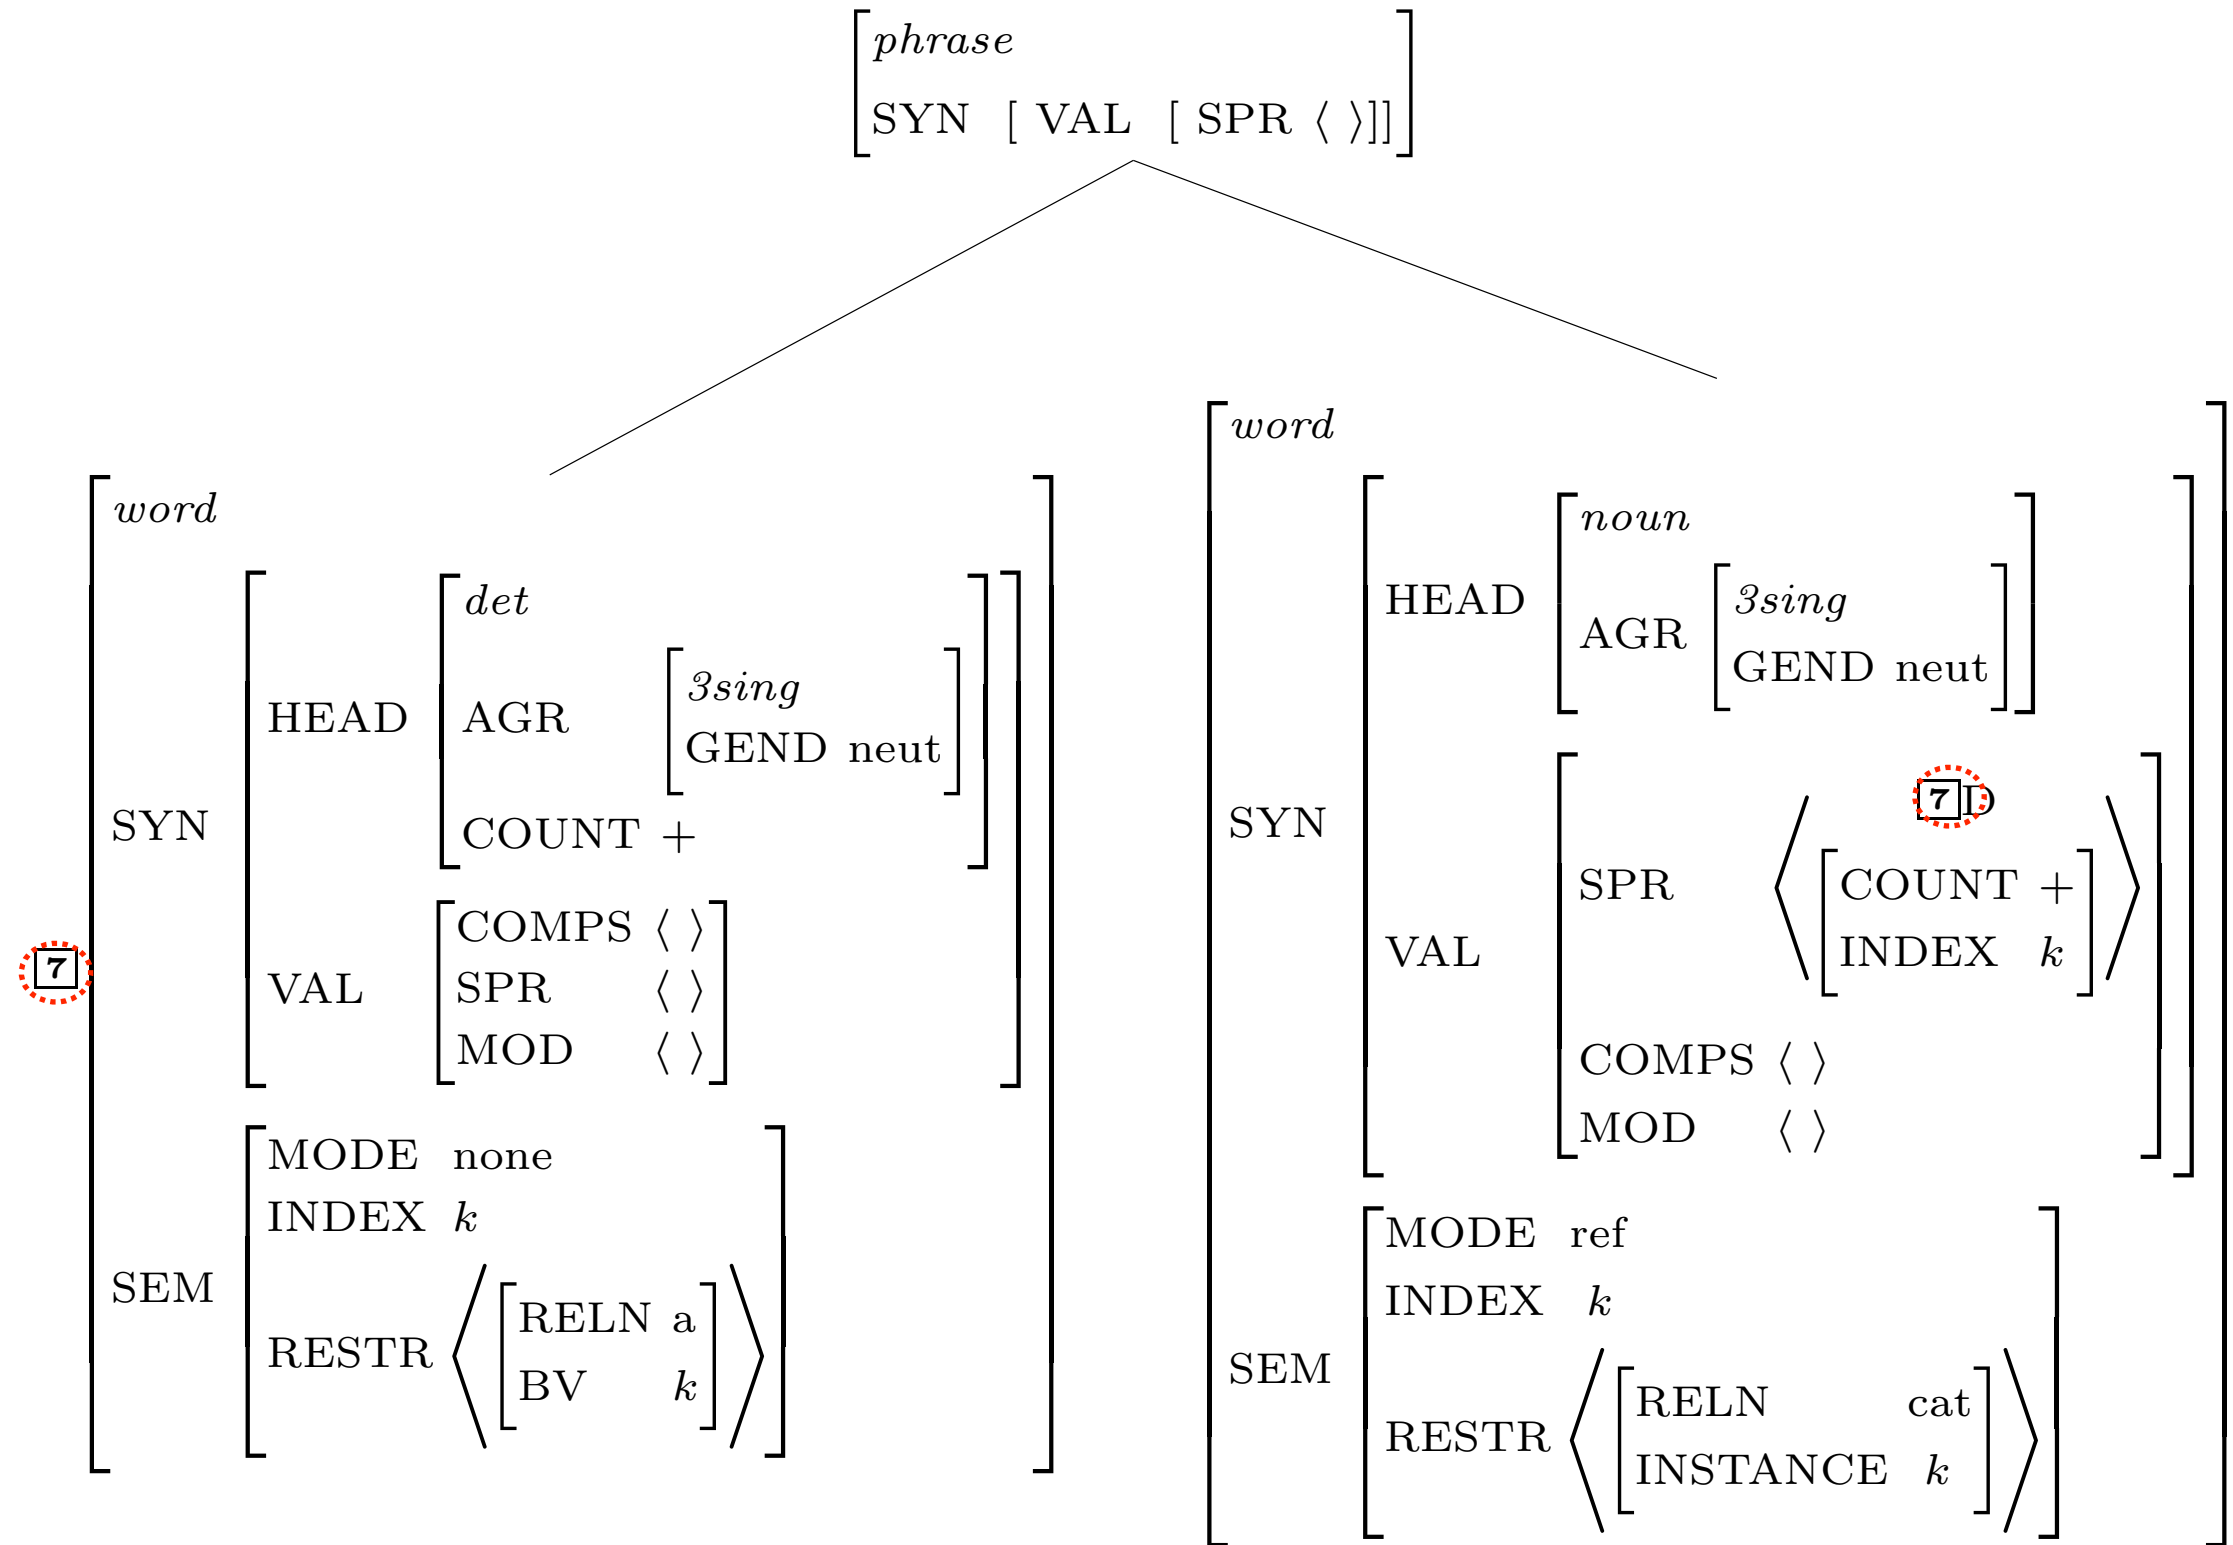 phrase
SYN [ VAL [ SPR ⟨ ⟩]]
word
SYN
HEAD
det
AGR
3sing
GEND neut
COUNT +
VAL
COMPS ⟨ ⟩
SPR ⟨ ⟩
MOD ⟨ ⟩
7
SEM
MODE none
INDEX k
RESTR
RELN a
BV k
word
SYN
HEAD
noun
AGR
3sing
GEND neut
VAL
SPR
7 D
COUNT +
INDEX k
COMPS ⟨ ⟩
MOD ⟨ ⟩
SEM
MODE ref
INDEX k
RESTR
RELN cat
INSTANCE k